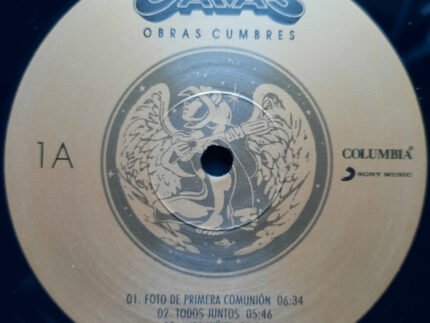 OBRAS CUMBRES
1A
COLUMBIA
SONY MUSIC
01. FOTO DE PRIMERA COMUNIÓN 06:34
02. TODOS JUNTOS 05:46